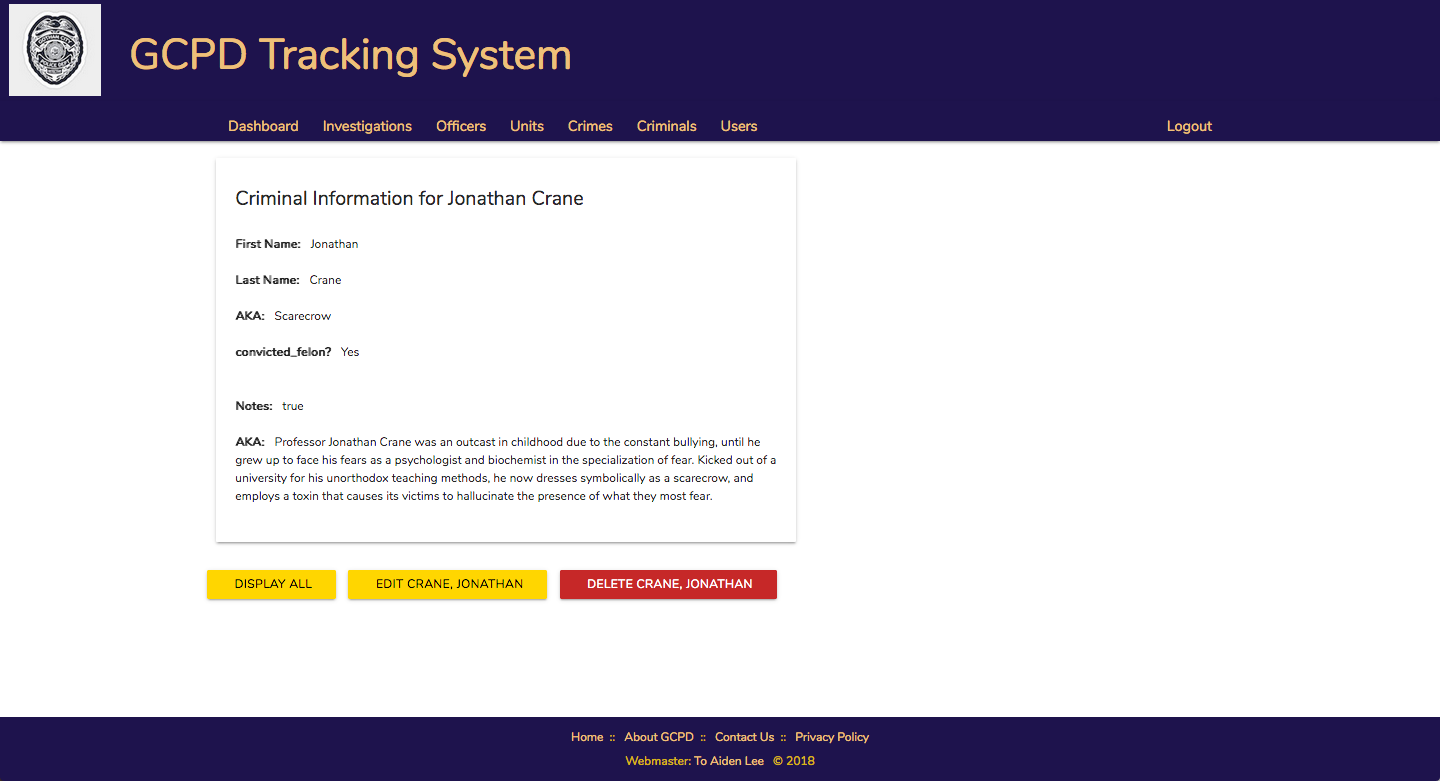 GOTHAM CITY
POLICE DEPT
GCPD Tracking System
Dashboard Investigations Officers Units Crimes Criminals Users Logout
Criminal Information for Jonathan Crane
First Name: Jonathan
Last Name: Crane
AKA: Scarecrow
convicted_felon? Yes
Notes: true
AKA: Professor Jonathan Crane was an outcast in childhood due to the constant bullying, until he
grew up to face his fears as a psychologist and biochemist in the specialization of fear. Kicked out of a
university for his unorthodox teaching methods, he now dresses symbolically as a scarecrow, and
employs a toxin that causes its victims to hallucinate the presence of what they most fear.
DISPLAY ALL EDIT CRANE, JONATHAN DELETE CRANE, JONATHAN
Home :: About GCPD :: Contact Us :: Privacy Policy
Webmaster: To Aiden Lee © 2018